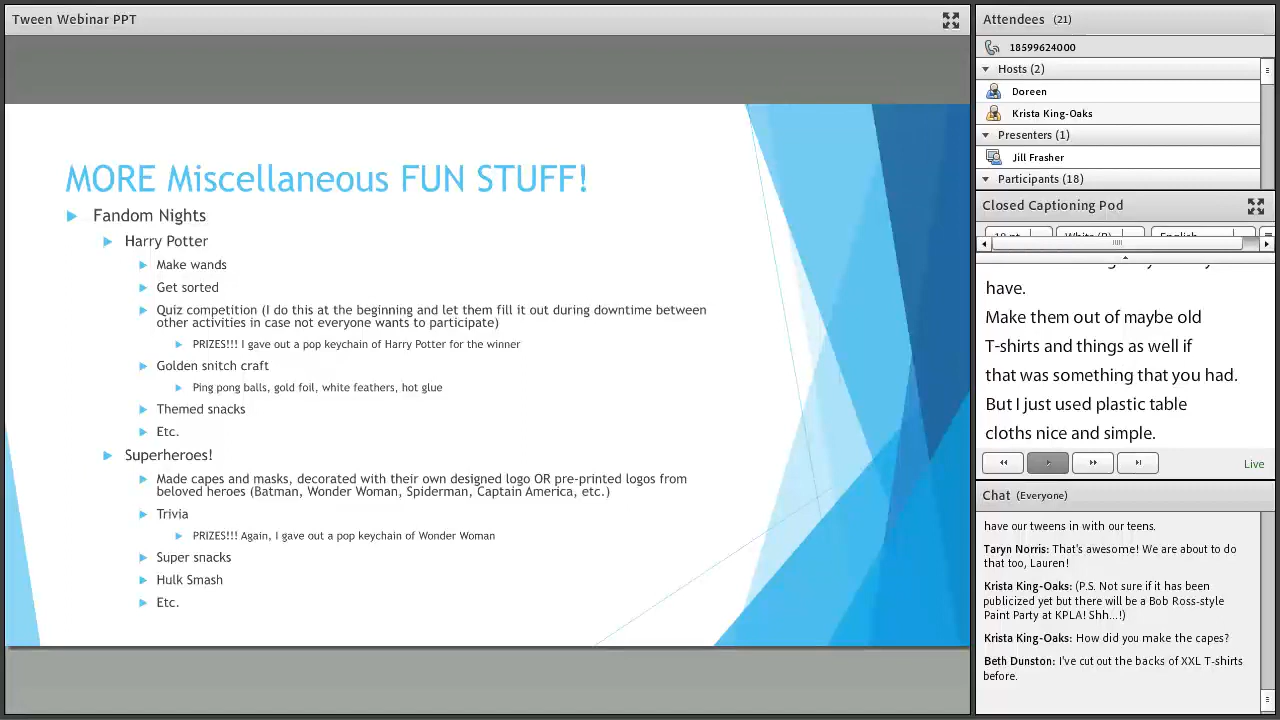 Tween Webinar PPT
MORE Miscellaneous FUN STUFF!
Fandom Nights
Harry Potter
Make wands
Get sorted
Quiz competition (I do this at the beginning and let them fill it out during downtime between
other activities in case not everyone wants to participate)
PRIZES!!! I gave out a pop keychain of Harry Potter for the winner
Golden snitch craft
Ping pong balls, gold foil, white feathers, hot glue
Themed snacks
Etc.
Superheroes!
Made capes and masks, decorated with their own designed logo OR pre-printed logos from
beloved heroes (Batman, Wonder Woman, Spiderman, Captain America, etc.)
Trivia
PRIZES!!! Again, I gave out a pop keychain of Wonder Woman
Super snacks
Hulk Smash
Etc.
Attendees (21)
18599624000
Hosts (2)
Doreen
Krista King-Oaks
Presenters (1)
Jill Frasher
Participants (18)
Closed Captioning Pod
have.
Make them out of maybe old
T-shirts and things as well if
that was something that you had.
But I just used plastic table
cloths nice and simple.
Live
Chat (Everyone)
have our tweens in with our teens.
Taryn Norris: That's awesome! We are about to do
that too, Lauren!
Krista King-Oaks: (P.S. Not sure if it has been
publicized yet but there will be a Bob Ross-style
Paint Party at KPLA! Shh...!)
Krista King-Oaks: How did you make the capes?
Beth Dunston: I've cut out the backs of XXL T-shirts
before.